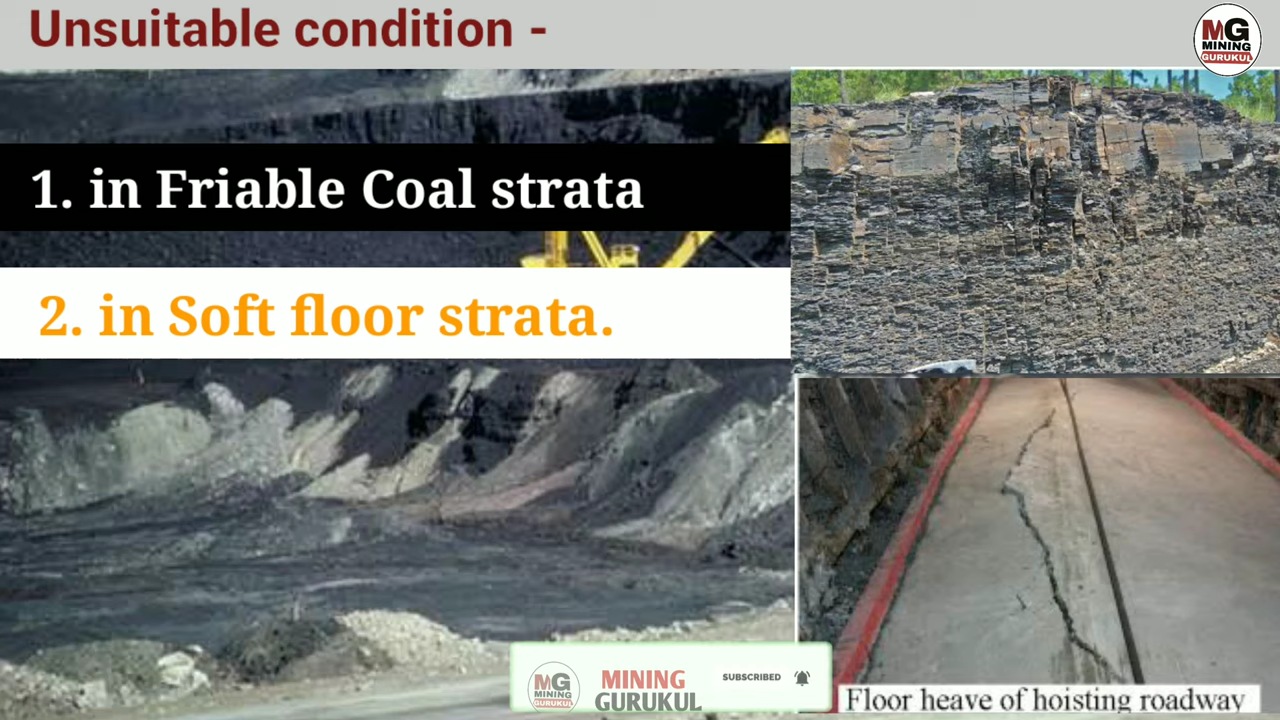 Unsuitable condition -
MG
MINING
GURUKUL
1. in Friable Coal strata
2. in Soft floor strata.
MG
MINING
GURUKUL
MINING
GURUKUL
SUBSCRIBED
Floor heave of hoisting roadway